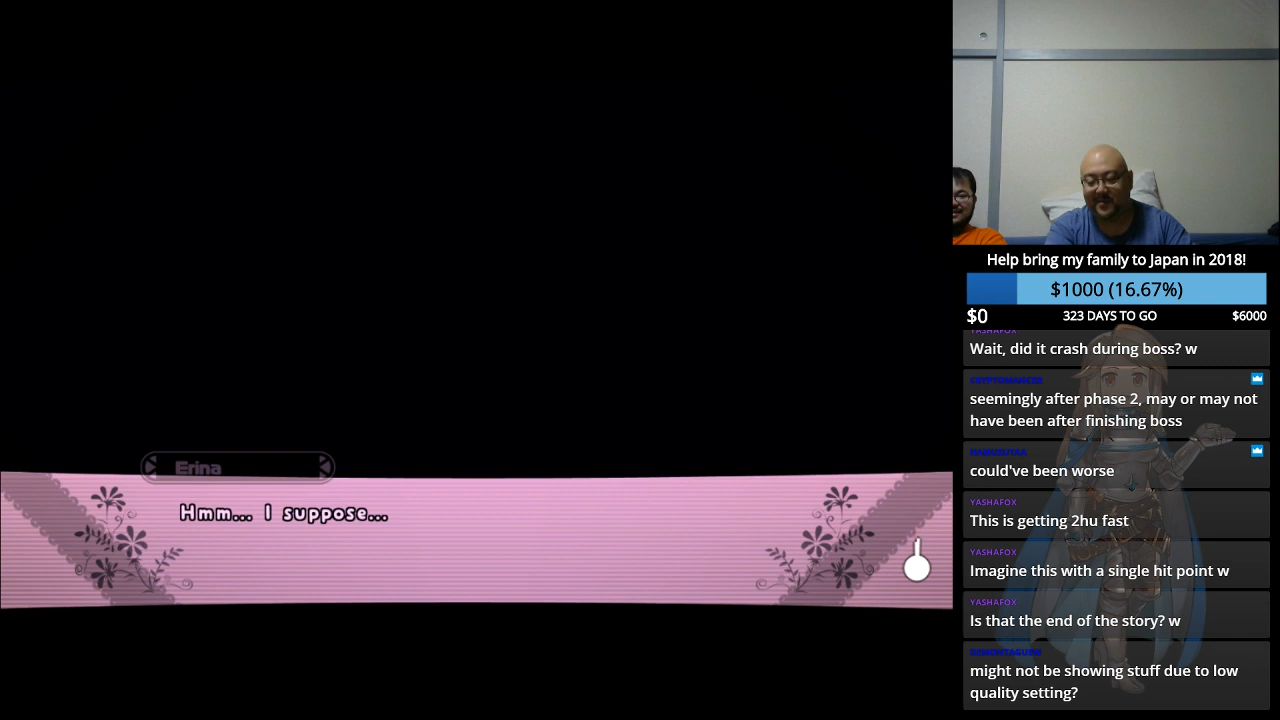 Erina
Hmm... I suppose...
Help bring my family to Japan in 2018!
$1000 (16.67%)
$0
323 DAYS TO GO
$6000
YASHAFOX
Wait, did it crash during boss? w
seemingly after phase 2, may or may not
have been after finishing boss
could've been worse
YASHAFOX
This is getting 2hu fast
YASHAFOX
Imagine this with a single hit point w
YASHAFOX
Is that the end of the story? w
might not be showing stuff due to low
quality setting?